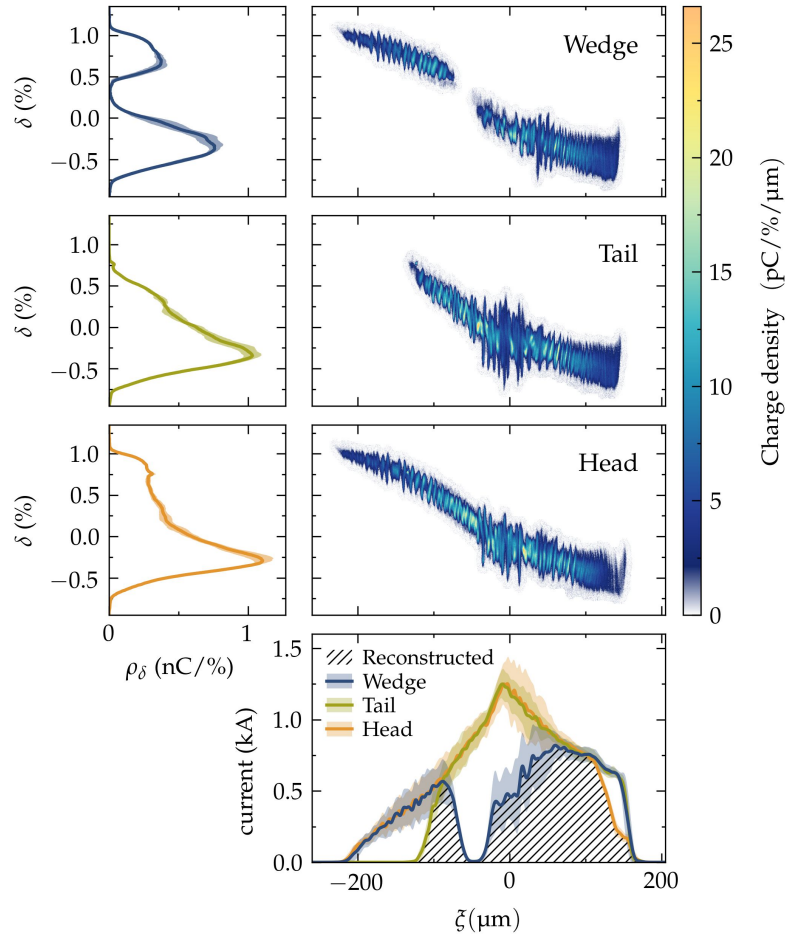 1.0
0.5
0.0
−0.5
δ (%)
Wedge
1.0
0.5
0.0
−0.5
δ (%)
Tail
1.0
0.5
0.0
−0.5
δ (%)
Head
0
1
ρδ (nC/%)
25
20
15
10
5
0
Charge density (pC/%/μm)
1.5
1.0
0.5
0.0
current (kA)
Reconstructed
Wedge
Tail
Head
−200
0
200
ξ(μm)